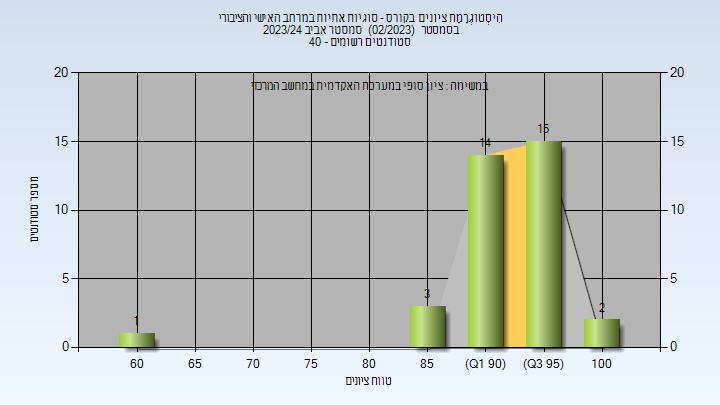 היסטוגרמת ציונים בקורס - סוגיות אתיות במרחב האישי והציבורי
בסמסטר (02/2023) סמסטר אביב 2023/24
סטודנטים רשומים - 40
במשימה : ציון סופי במערכת האקדמית במחשב המרכזי
20 20
15 15
10 10
5 5
0 0
1 3 14 15 2
מספר סטודנטים
60 65 70 75 80 85 (Q1 90) (Q3 95) 100
טווח ציונים